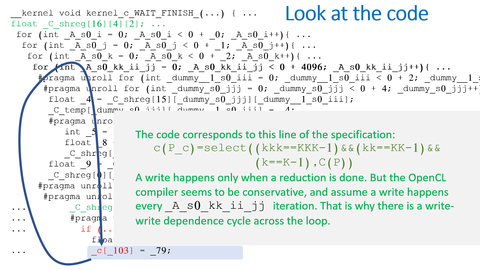 Look at the code
__kernel void kernel_c_WAIT_FINISH_(...) { ...
float _C_shreg[16][4][2]; ...
for (int _A_s0_i = 0; _A_s0_i < 0 + _0; _A_s0_i++){ ...
for (int _A_s0_j = 0; _A_s0_j < 0 + _1; _A_s0_j++){ ...
for (int _A_s0_k = 0; _A_s0_k < 0 + _2; _A_s0_k++){ ...
for (int _A_s0_kk_ii_jj = 0; _A_s0_kk_ii_jj < 0 + 4096; _A_s0_kk_ii_jj++){ ...
#pragma unroll for (int _dummy__1_s0_iii = 0; _dummy__1_s0_iii < 0 + 2; _dummy__1_s
#pragma unroll for (int _dummy_s0_jjj = 0; _dummy_s0_jjj < 0 + 4; _dummy_s0_jjj++
float _4 = _C_shreg[15][_dummy_s0_jjj][_dummy__1_s0_iii];
_C_temp[_dummy_s0_jjj][_dummy__1_s0_iii] = _4;
#pragma unro
int _5 =
float _8
_C_shreg
float _9 =
_C_shreg[0][
#pragma unroll
#pragma unrol
... _C_shreg
... #pragma
... if (..
floa
... _c[_103] = _79;
The code corresponds to this line of the specification:
c(P_c)=select((kkk==KKK-1)&&(kk==KK-1)&&
(k==K-1),C(P))
A write happens only when a reduction is done. But the OpenCL
compiler seems to be conservative, and assume a write happens
every _A_s0_kk_ii_jj iteration. That is why there is a write-
write dependence cycle across the loop.